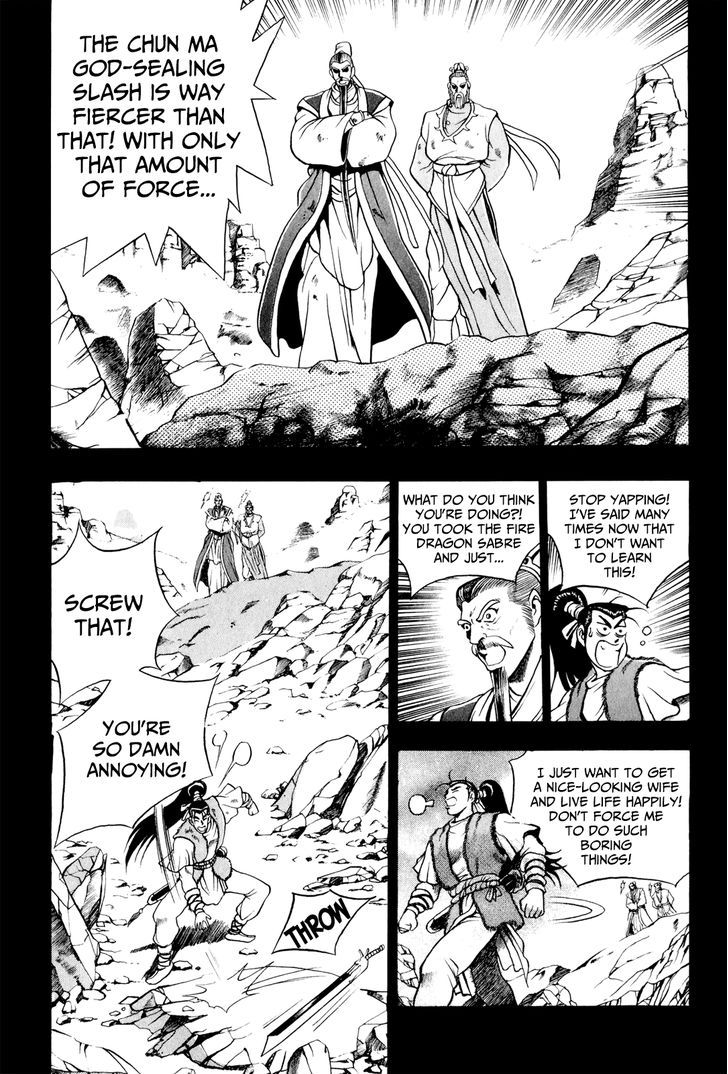 THE CHUN MA
GOD-SEALING
SLASH IS WAY
FIERCER THAN
THAT! WITH ONLY
THAT AMOUNT
OF FORCE...
SCREW
THAT!
YOU'RE
SO DAMN
ANNOYING!
THROW
WHAT DO YOU THINK
YOU'RE DOING?!
YOU TOOK THE FIRE
DRAGON SABRE
AND JUST...
STOP YAPPING!
I'VE SAID MANY
TIMES NOW THAT
I DON'T WANT
TO LEARN
THIS!
I JUST WANT TO GET
A NICE-LOOKING WIFE
AND LIVE LIFE HAPPILY!
DON'T FORCE ME
TO DO SUCH
BORING
THINGS!